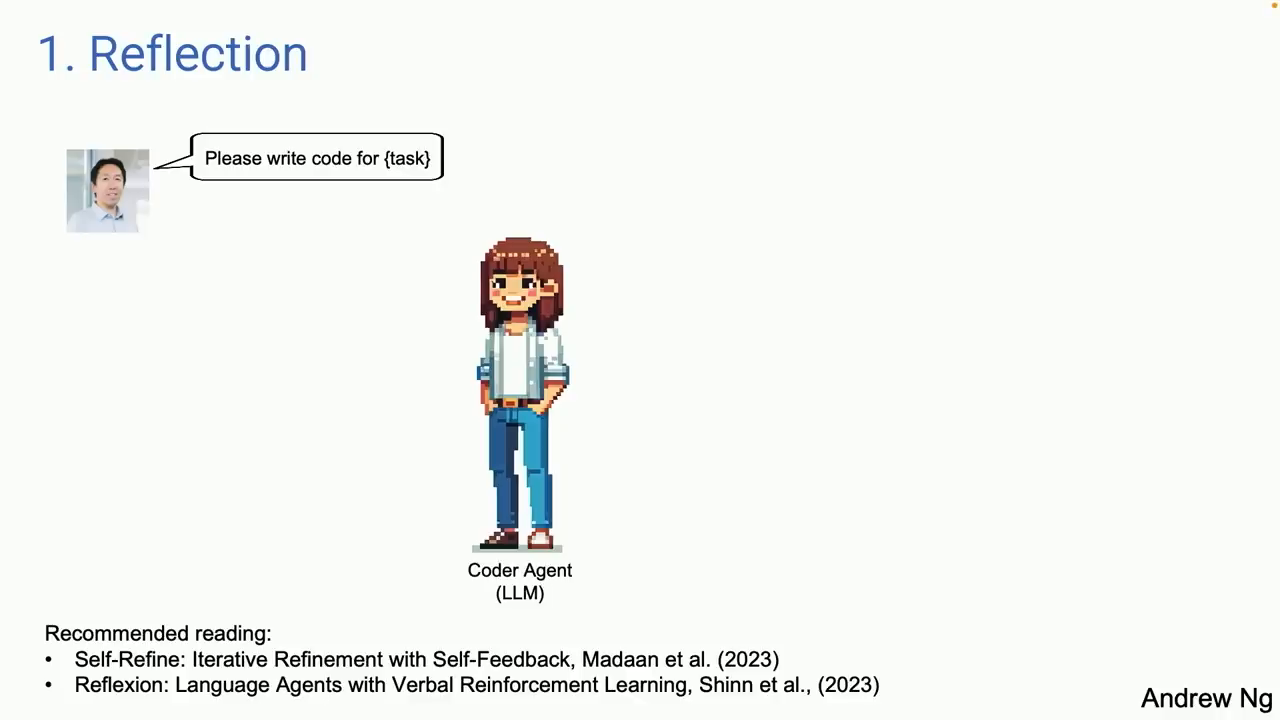 1. Reflection
Please write code for {task}
Coder Agent
(LLM)
Recommended reading:
• Self-Refine: Iterative Refinement with Self-Feedback, Madaan et al. (2023)
• Reflexion: Language Agents with Verbal Reinforcement Learning, Shinn et al., (2023)
Andrew Ng